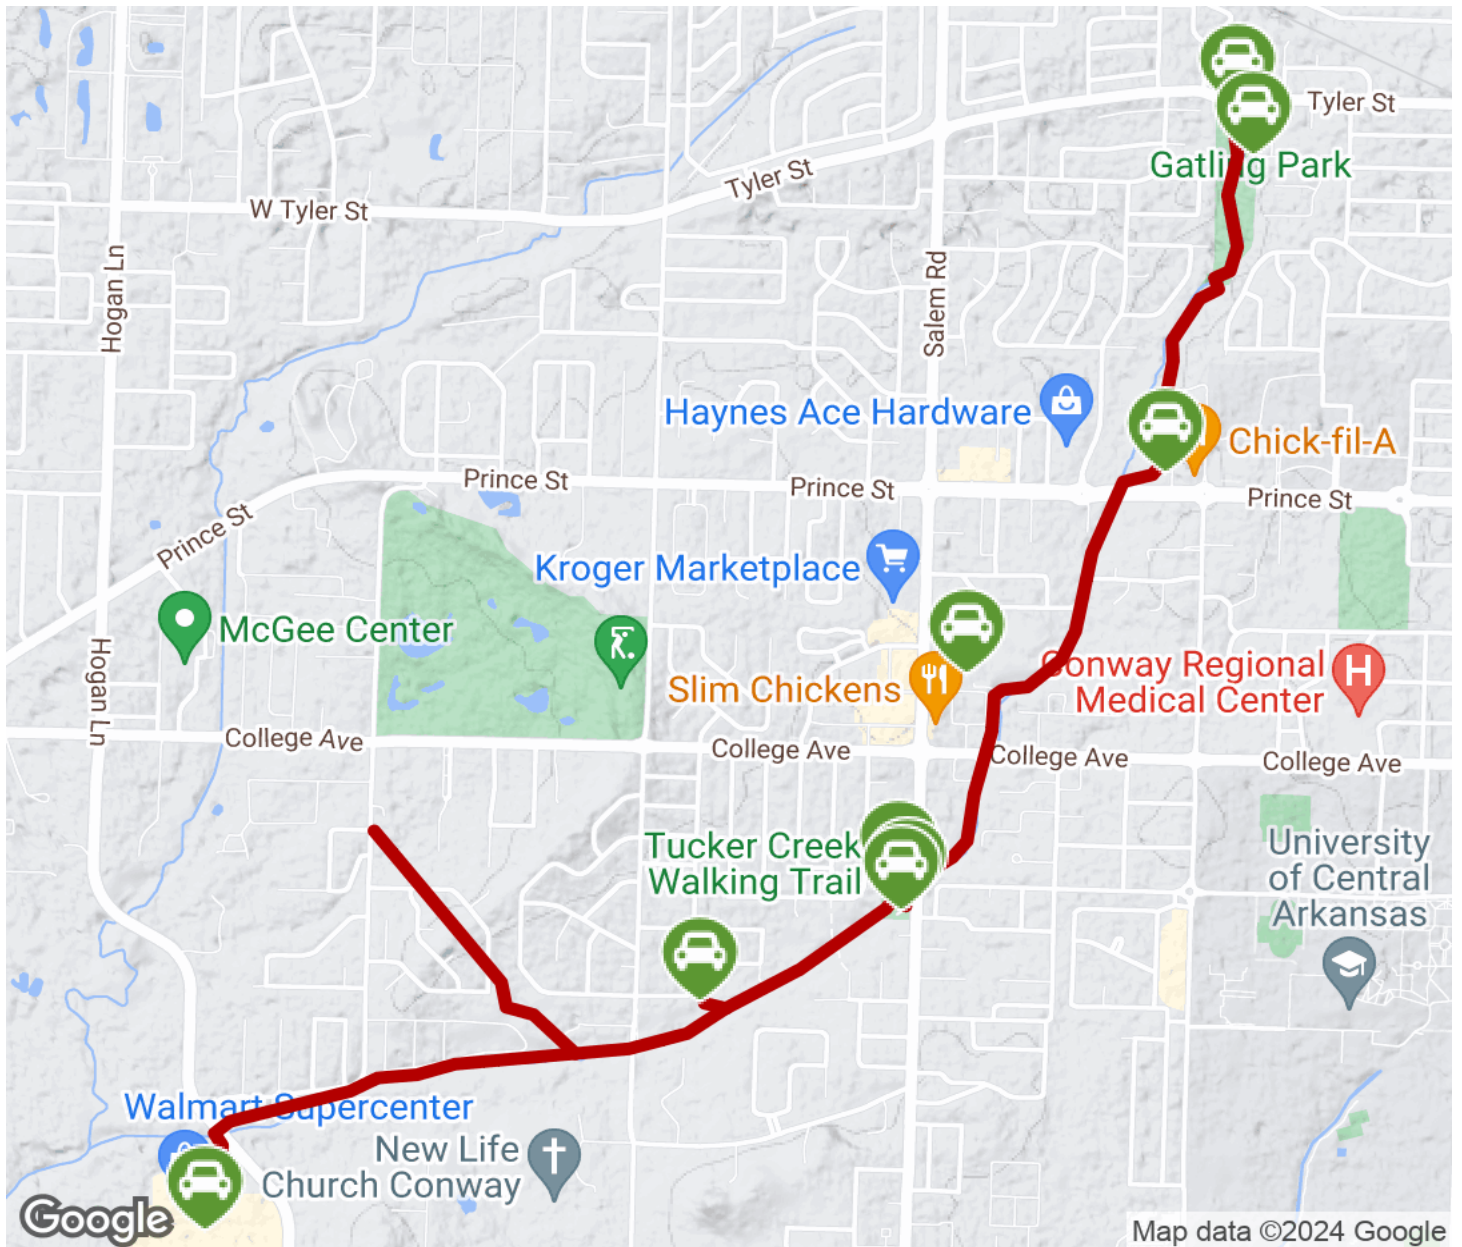 Tyler St
Gatling Park
Tyler St
W Tyler St
Hogan Ln
Salem Rd
Haynes Ace Hardware
Chick-fil-A
Prince St
Prince St
Prince St
Prince St
Kroger Marketplace
McGee Center
Hogan Ln
Slim Chickens
Conway Regional
Medical Center
H
College Ave
College Ave
College Ave
College Ave
Tucker Creek
Walking Trail
University
of Central
Arkansas
Walmart Supercenter
New Life
Church Conway
Google
Map data ©2024 Google